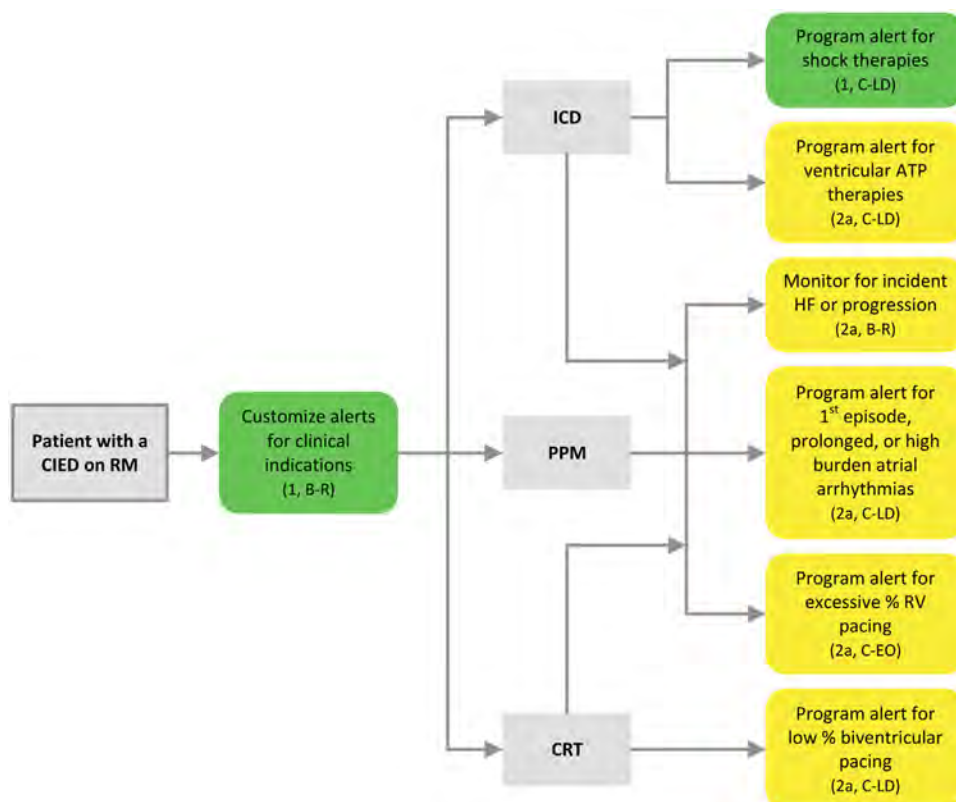 Patient with a
CIED on RM
Customize alerts
for clinical
indications
(1, B-R)
ICD
PPM
CRT
Program alert for
shock therapies
(1, C-LD)
Program alert for
ventricular ATP
therapies
(2a, C-LD)
Monitor for incident
HF or progression
(2a, B-R)
Program alert for
1st episode,
prolonged, or high
burden atrial
arrhythmias
(2a, C-LD)
Program alert for
excessive % RV
pacing
(2a, C-EO)
Program alert for
low % biventricular
pacing
(2a, C-LD)